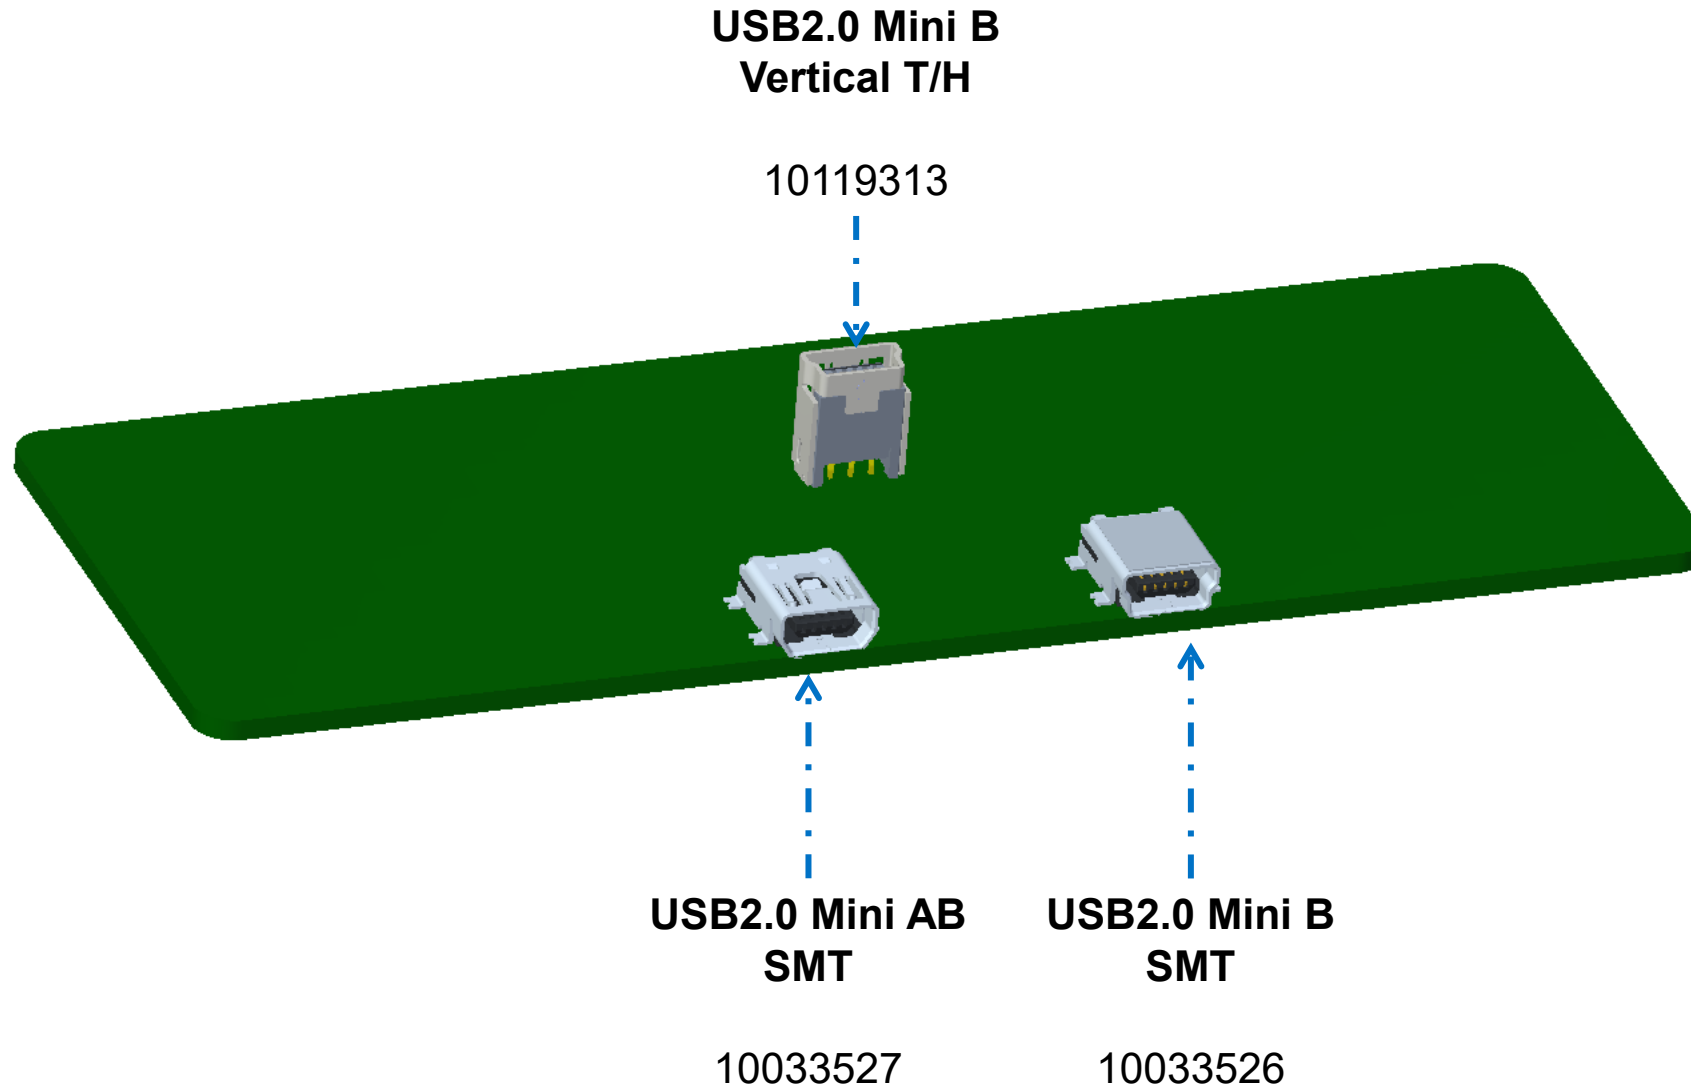 USB2.0 Mini B
Vertical T/H
10119313
USB2.0 Mini AB
SMT
10033527
USB2.0 Mini B
SMT
10033526